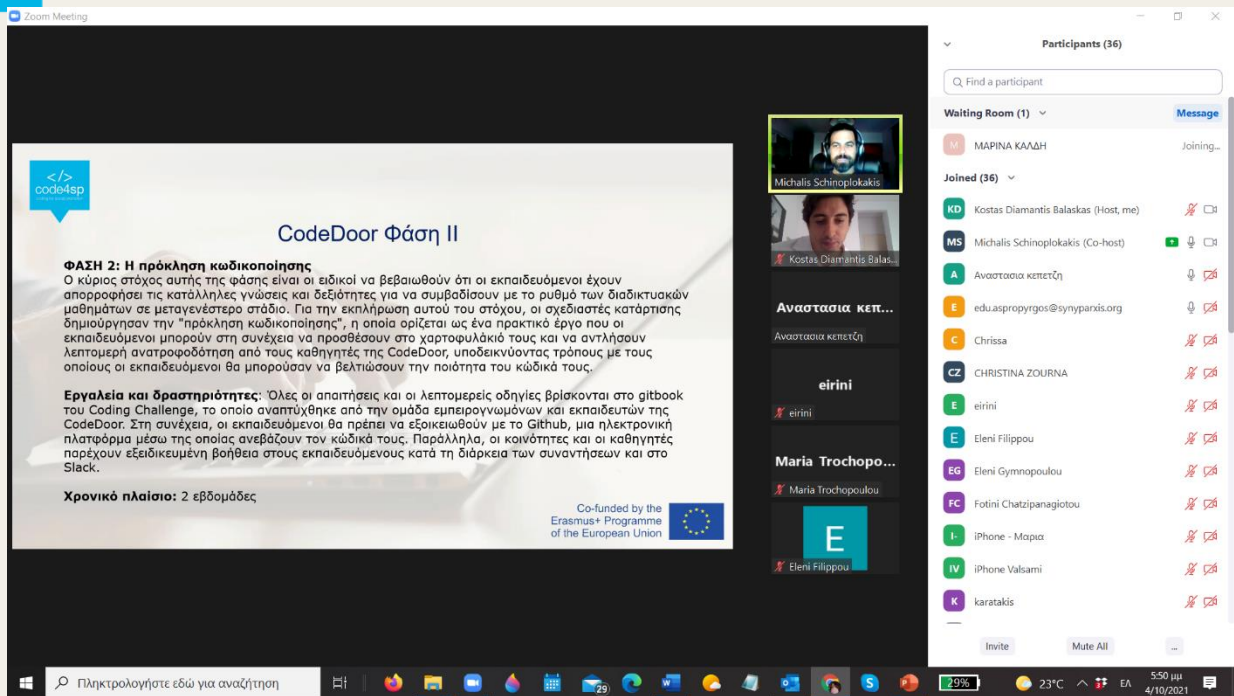 Zoom Meeting
</>
code4sp
CodeDoor Φάση II
ΦΑΣΗ 2: Η πρόκληση κωδικοποίησης
Ο κύριος στόχος αυτής της φάσης είναι οι ειδικοί να βεβαιωθούν ότι οι εκπαιδευόμενοι έχουν
απορροφήσει τις κατάλληλες γνώσεις και δεξιότητες για να συμβαδίσουν με το ρυθμό των διαδικτυακών
μαθημάτων σε μεταγενέστερο στάδιο. Για την εκπλήρωση αυτού του στόχου, οι σχεδιαστές κατάρτισης
δημιούργησαν την "πρόκληση κωδικοποίησης", η οποία ορίζεται ως ένα πρακτικό έργο που οι
εκπαιδευόμενοι μπορούν στη συνέχεια να προσθέσουν στο χαρτοφυλάκιό τους και να αντλήσουν
λεπτομερή ανατροφοδότηση από τους καθηγητές της CodeDoor, υποδεικνύοντας τρόπους με τους
οποίους οι εκπαιδευόμενοι θα μπορούσαν να βελτιώσουν την ποιότητα του κώδικά τους.
Εργαλεία και δραστηριότητες: Όλες οι απαιτήσεις και οι λεπτομερείς οδηγίες βρίσκονται στο gitbook
του Coding Challenge, το οποίο αναπτύχθηκε από την ομάδα εμπειρογνωμόνων και εκπαιδευτών της
CodeDoor. Στη συνέχεια, οι εκπαιδευόμενοι θα πρέπει να εξοικειωθούν με το Github, μια ηλεκτρονική
πλατφόρμα μέσω της οποίας ανεβάζουν τον κώδικά τους. Παράλληλα, οι κοινότητες και οι καθηγητές
παρέχουν εξειδικευμένη βοήθεια στους εκπαιδευόμενους κατά τη διάρκεια των συναντήσεων και στο
Slack.
Χρονικό πλαίσιο: 2 εβδομάδες
Co-funded by the
Erasmus+ Programme
of the European Union
Michalis Schinoplokakis
Kostas Diamantis Balas...
Αναστασια κεπ...
Αναστασια κεπετζη
eirini
eirini
Maria Trochopo...
Maria Trochopoulou
E
Eleni Filippou
Participants (36)
Find a participant
Waiting Room (1)
Message
M ΜΑΡΙΝΑ ΚΑΛΔΗ Joining...
Joined (36)
KD Kostas Diamantis Balaskas (Host, me)
MS Michalis Schinoplokakis (Co-host)
A Αναστασια κεπετζη
E edu.aspropyrgos@synyparxis.org
C Chrissa
CZ CHRISTINA ZOURNA
E eirini
E Eleni Filippou
EG Eleni Gymnopoulou
FC Fotini Chatzipanagiotou
I- iPhone - Μαρια
IV iPhone Valsami
K karatakis
Invite Mute All ...
Πληκτρολογήστε εδώ για αναζήτηση
29
29%
23°C
ΕΛ
5:50 μμ
4/10/2021